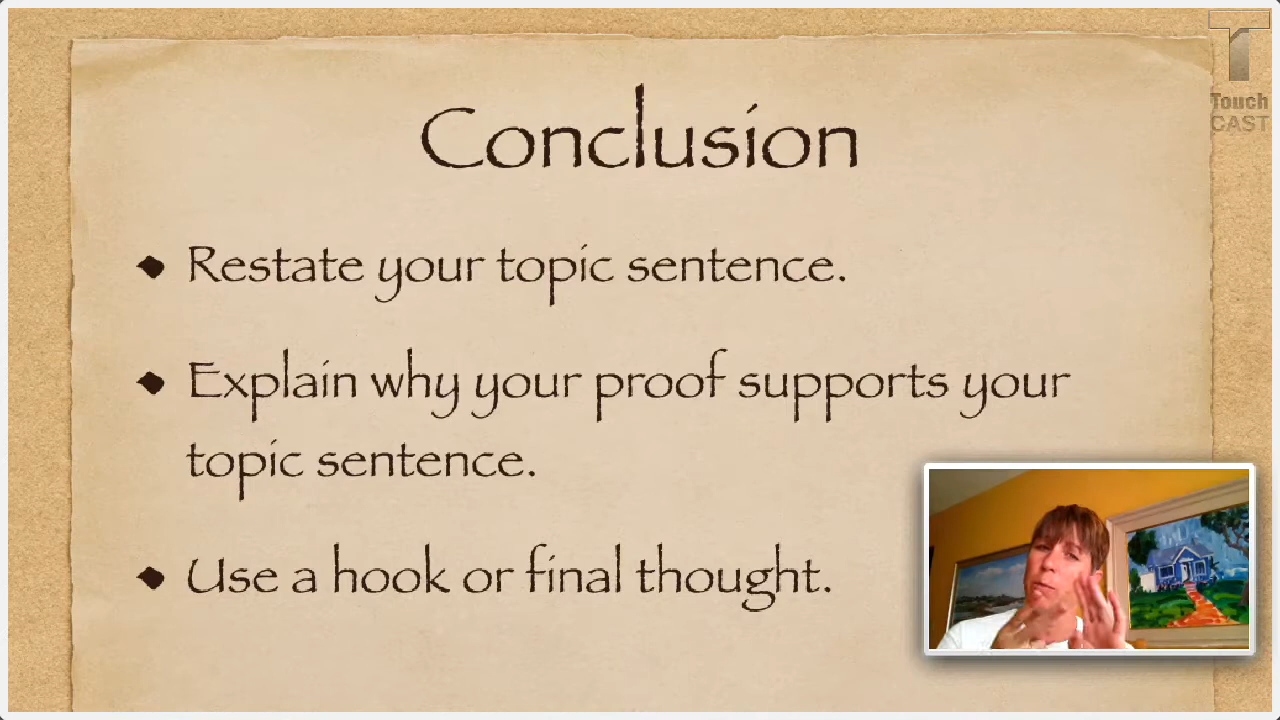 Conclusion
Restate your topic sentence.
Explain why your proof supports your
topic sentence.
Use a hook or final thought.
Touch
CAST